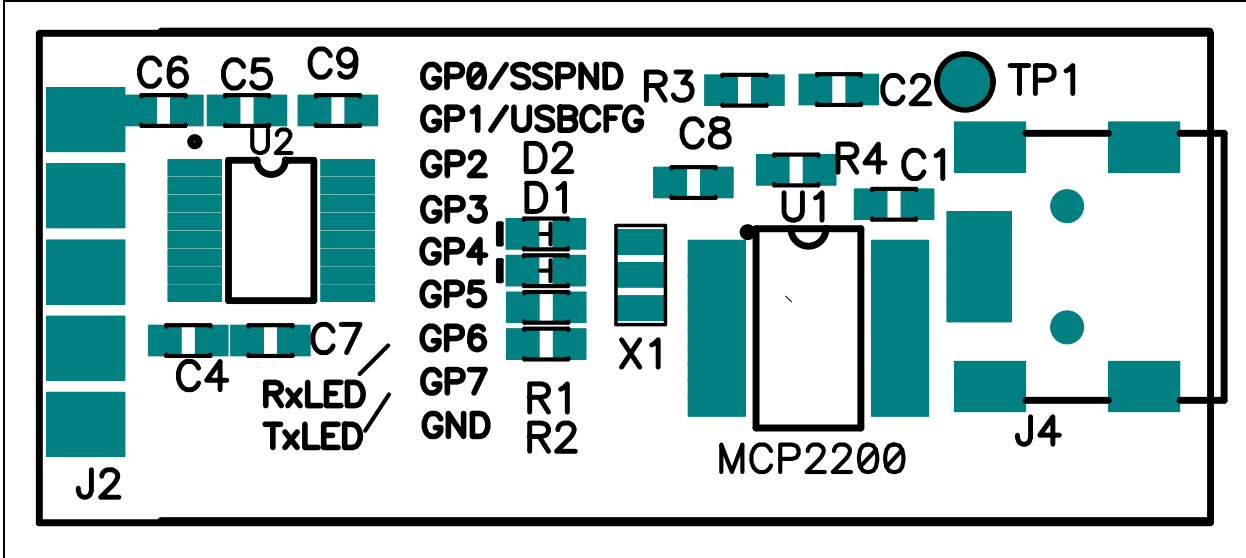 C6
C5
C9
GP0/SSPND
R3
C2
TP1
GP1/USBCFG
U2
C8
GP2
D2
R4
C1
GP3
D1
U1
GP4
GP5
GP6
C7
X1
C4
RxLED
GP7
R1
TxLED
GND
R2
J4
MCP2200
J2